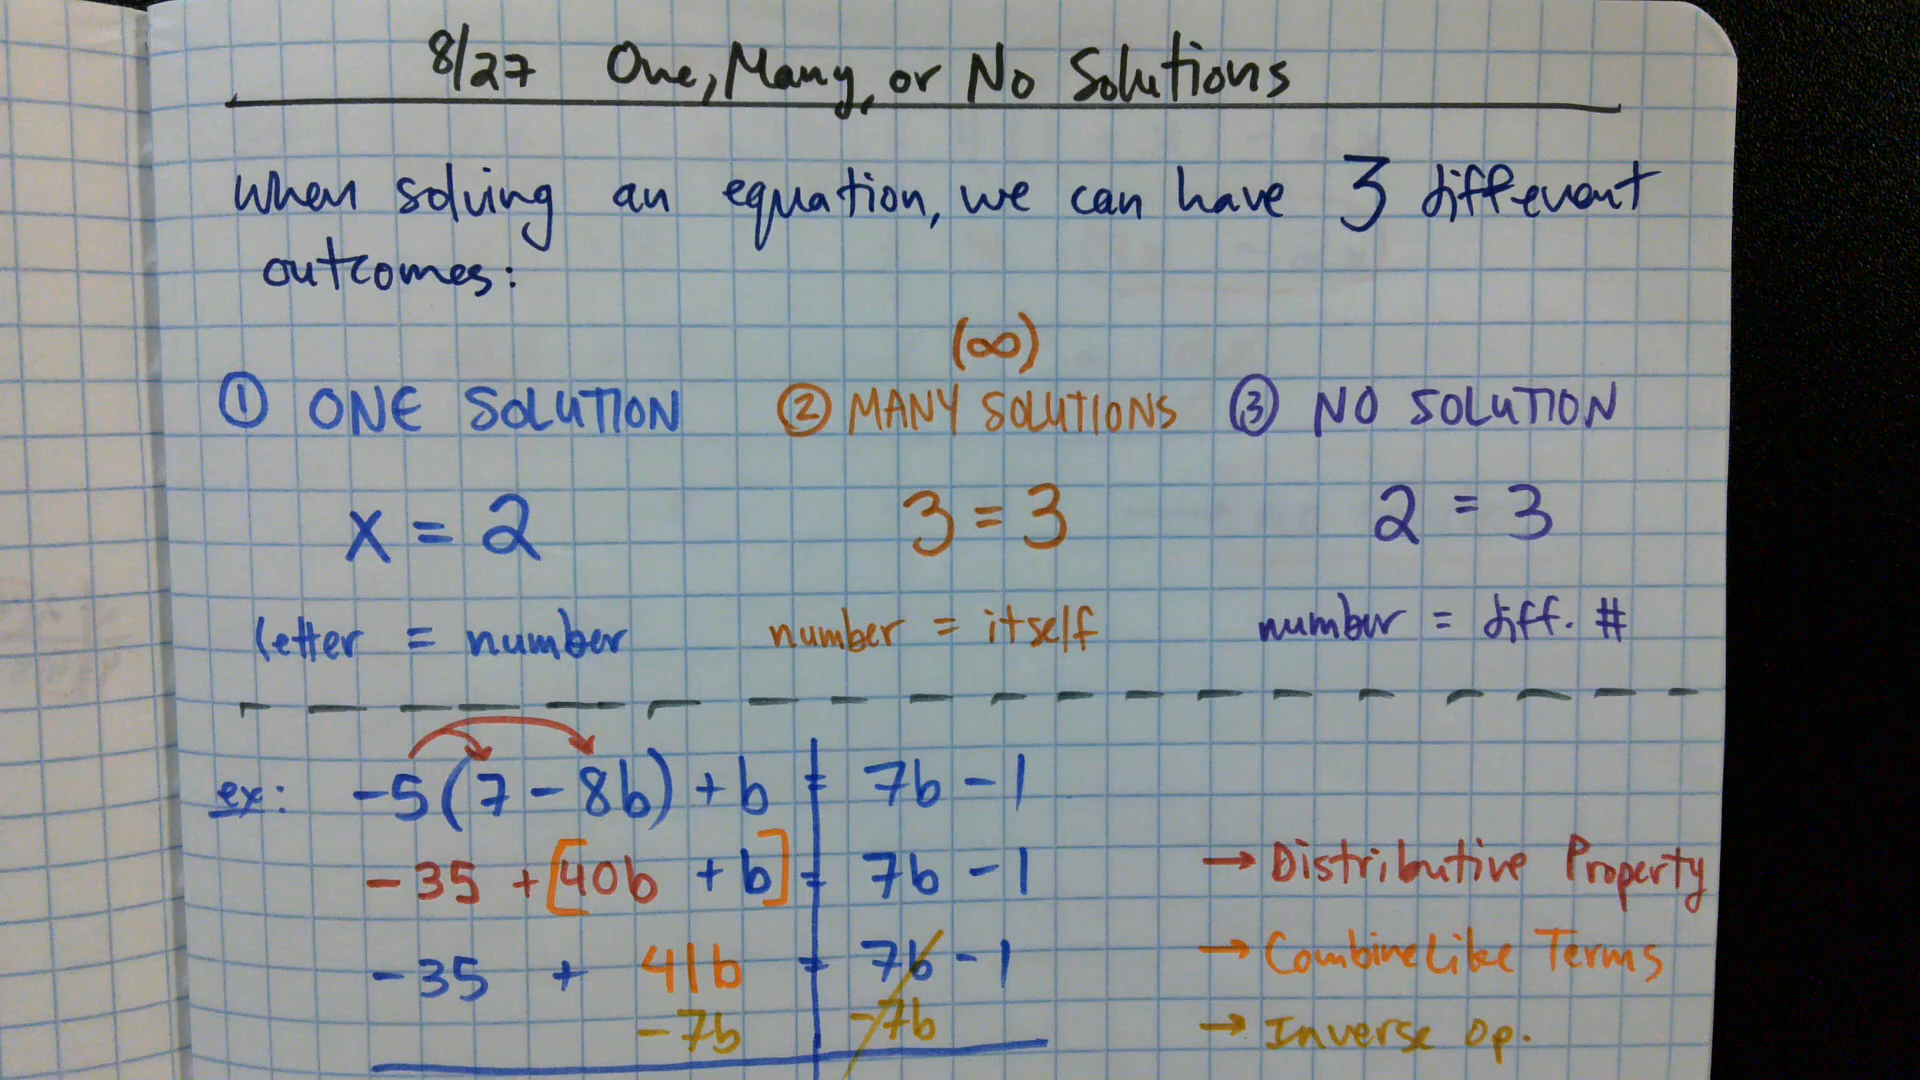 8/27 One, Many, or No Solutions
When solving an equation, we can have 3 different
outcomes:
(∞)
① ONE SOLUTION ② MANY SOLUTIONS ③ NO SOLUTION
x = 2 3 = 3 2 = 3
letter = number number = itself number = diff. #
ex: -5(7 - 8b) + b = 7b - 1
-35 + [40b + b] = 7b - 1 → Distributive Property
-35 + 41b = 7b - 1 → Combine Like Terms
-7b -7b → Inverse Op.